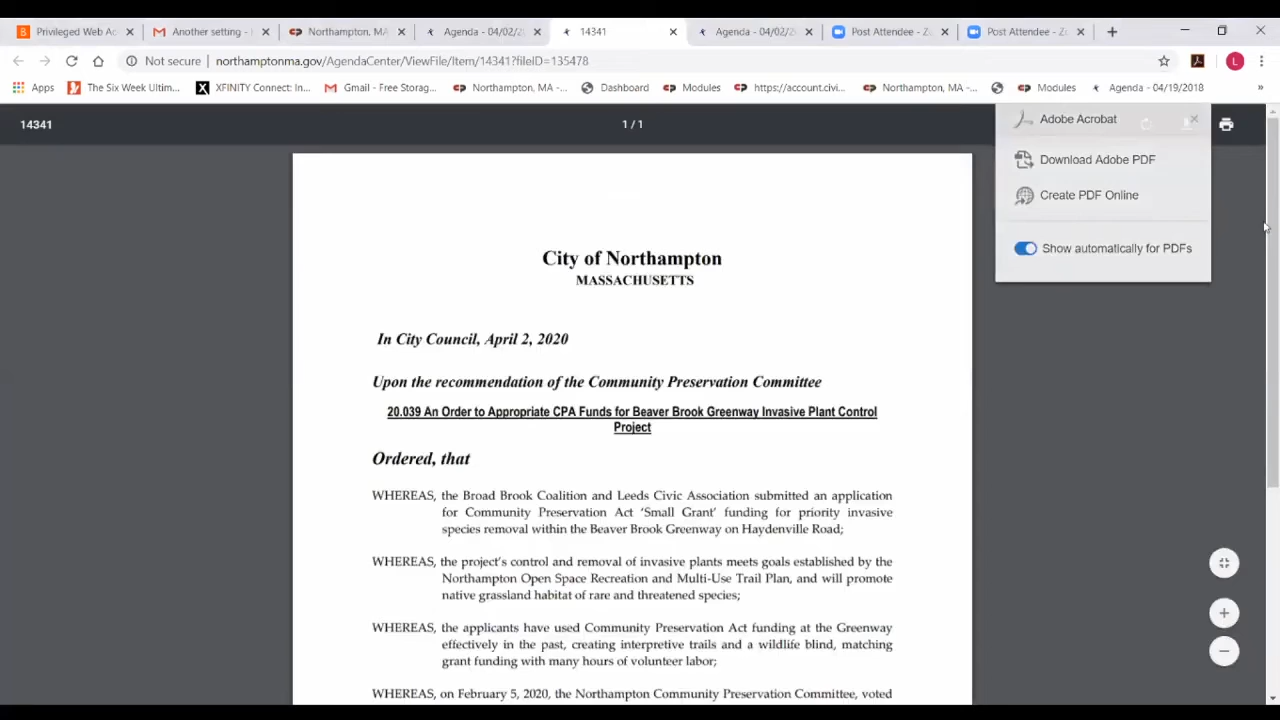 Privileged Web Ac
Another setting -
Northampton, MA
Agenda - 04/02/2
14341
Agenda - 04/02/2
Post Attendee - Z
Post Attendee - Z
Not secure
northamptonma.gov/AgendaCenter/ViewFile/Item/14341?fileID=135478
L
Apps
The Six Week Ultim...
XFINITY Connect: In...
Gmail - Free Storag...
Northampton, MA -...
Dashboard
Modules
https://account.civi...
Northampton, MA -...
Modules
Agenda - 04/19/2018
14341
1 / 1
Adobe Acrobat
Download Adobe PDF
Create PDF Online
Show automatically for PDFs
City of Northampton
MASSACHUSETTS
In City Council, April 2, 2020
Upon the recommendation of the Community Preservation Committee
20.039 An Order to Appropriate CPA Funds for Beaver Brook Greenway Invasive Plant Control
Project
Ordered, that
WHEREAS, the Broad Brook Coalition and Leeds Civic Association submitted an application
for Community Preservation Act ‘Small Grant’ funding for priority invasive
species removal within the Beaver Brook Greenway on Haydenville Road;
WHEREAS, the project's control and removal of invasive plants meets goals established by the
Northampton Open Space Recreation and Multi-Use Trail Plan, and will promote
native grassland habitat of rare and threatened species;
WHEREAS, the applicants have used Community Preservation Act funding at the Greenway
effectively in the past, creating interpretive trails and a wildlife blind, matching
grant funding with many hours of volunteer labor;
WHEREAS, on February 5, 2020, the Northampton Community Preservation Committee, voted